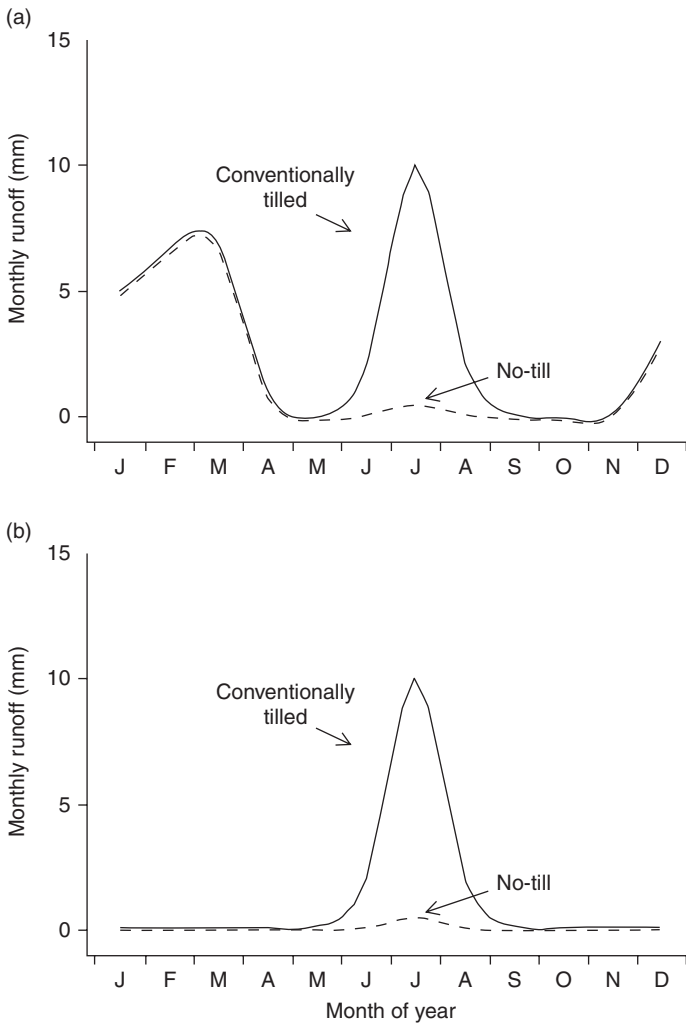 (a)
15
10
5
0
Monthly runoff (mm)
Conventionally
tilled
No-till
J F M A M J J A S O N D
(b)
15
10
5
0
Monthly runoff (mm)
Conventionally
tilled
No-till
J F M A M J J A S O N D
Month of year